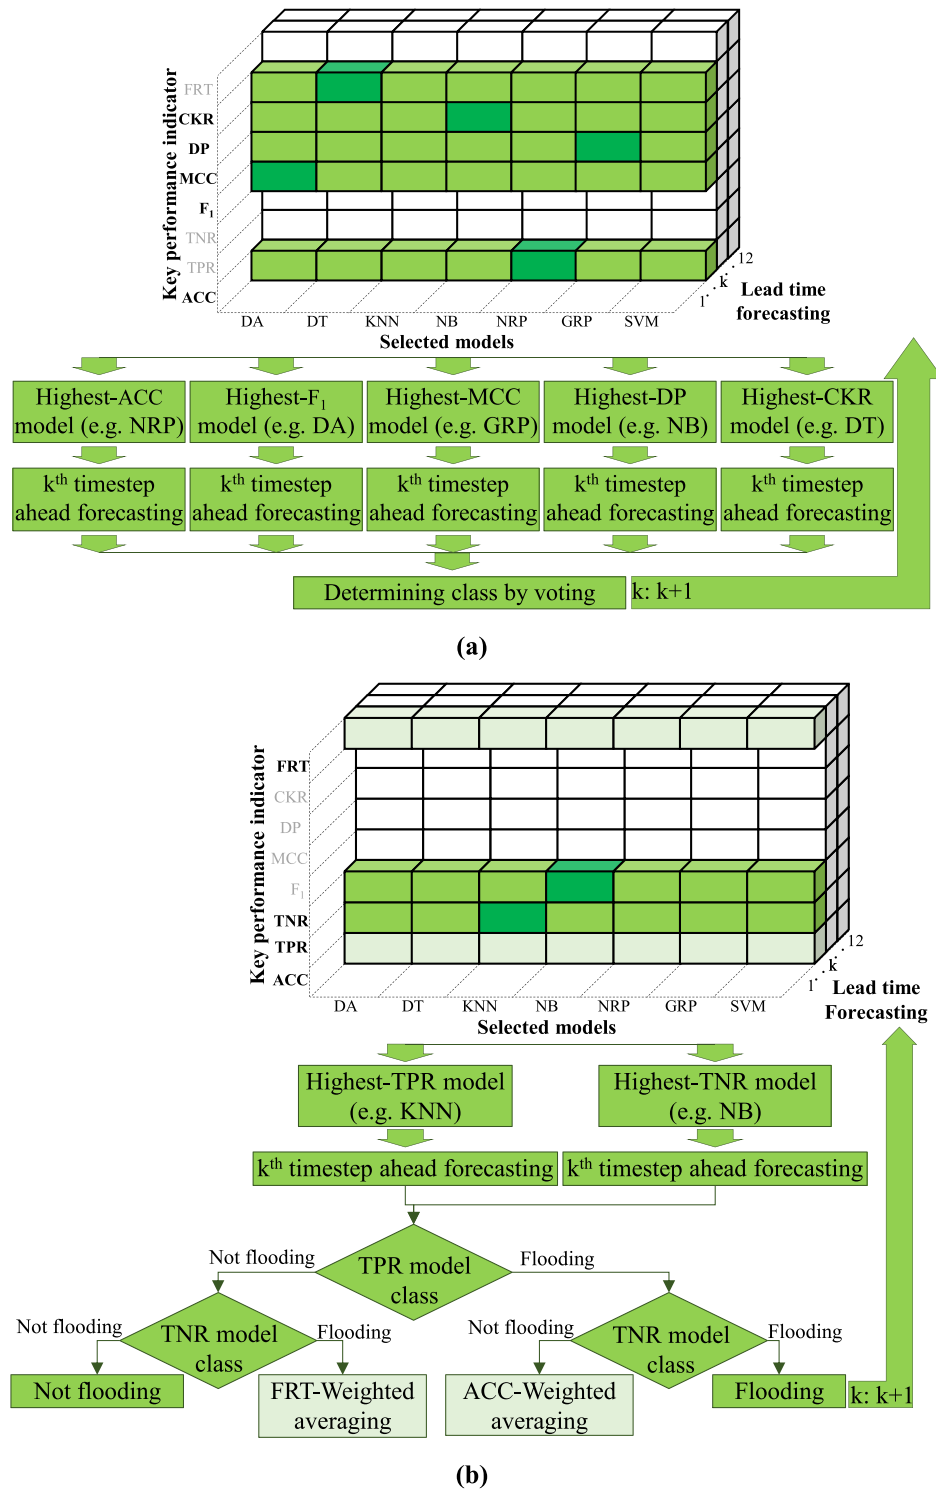 Key performance indicator
FRT
CKR
DP
MCC
F₁
TNR
TPR
ACC
DA DT KNN NB NRP GRP SVM
Selected models
1 k 12
Lead time
forecasting
Highest-ACC
model (e.g. NRP)
Highest-F₁
model (e.g. DA)
Highest-MCC
model (e.g. GRP)
Highest-DP
model (e.g. NB)
Highest-CKR
model (e.g. DT)
kᵗʰ timestep
ahead forecasting
kᵗʰ timestep
ahead forecasting
kᵗʰ timestep
ahead forecasting
kᵗʰ timestep
ahead forecasting
kᵗʰ timestep
ahead forecasting
Determining class by voting
k: k+1
(a)
Key performance indicator
FRT
CKR
DP
MCC
F₁
TNR
TPR
ACC
DA DT KNN NB NRP GRP SVM
Selected models
1 k 12
Lead time
Forecasting
Highest-TPR model
(e.g. KNN)
Highest-TNR model
(e.g. NB)
kᵗʰ timestep ahead forecasting
kᵗʰ timestep ahead forecasting
Not flooding
TPR model
class
Flooding
Not flooding
TNR model
class
Flooding
Not flooding
TNR model
class
Flooding
Not flooding
FRT-Weighted
averaging
ACC-Weighted
averaging
Flooding
k: k+1
(b)